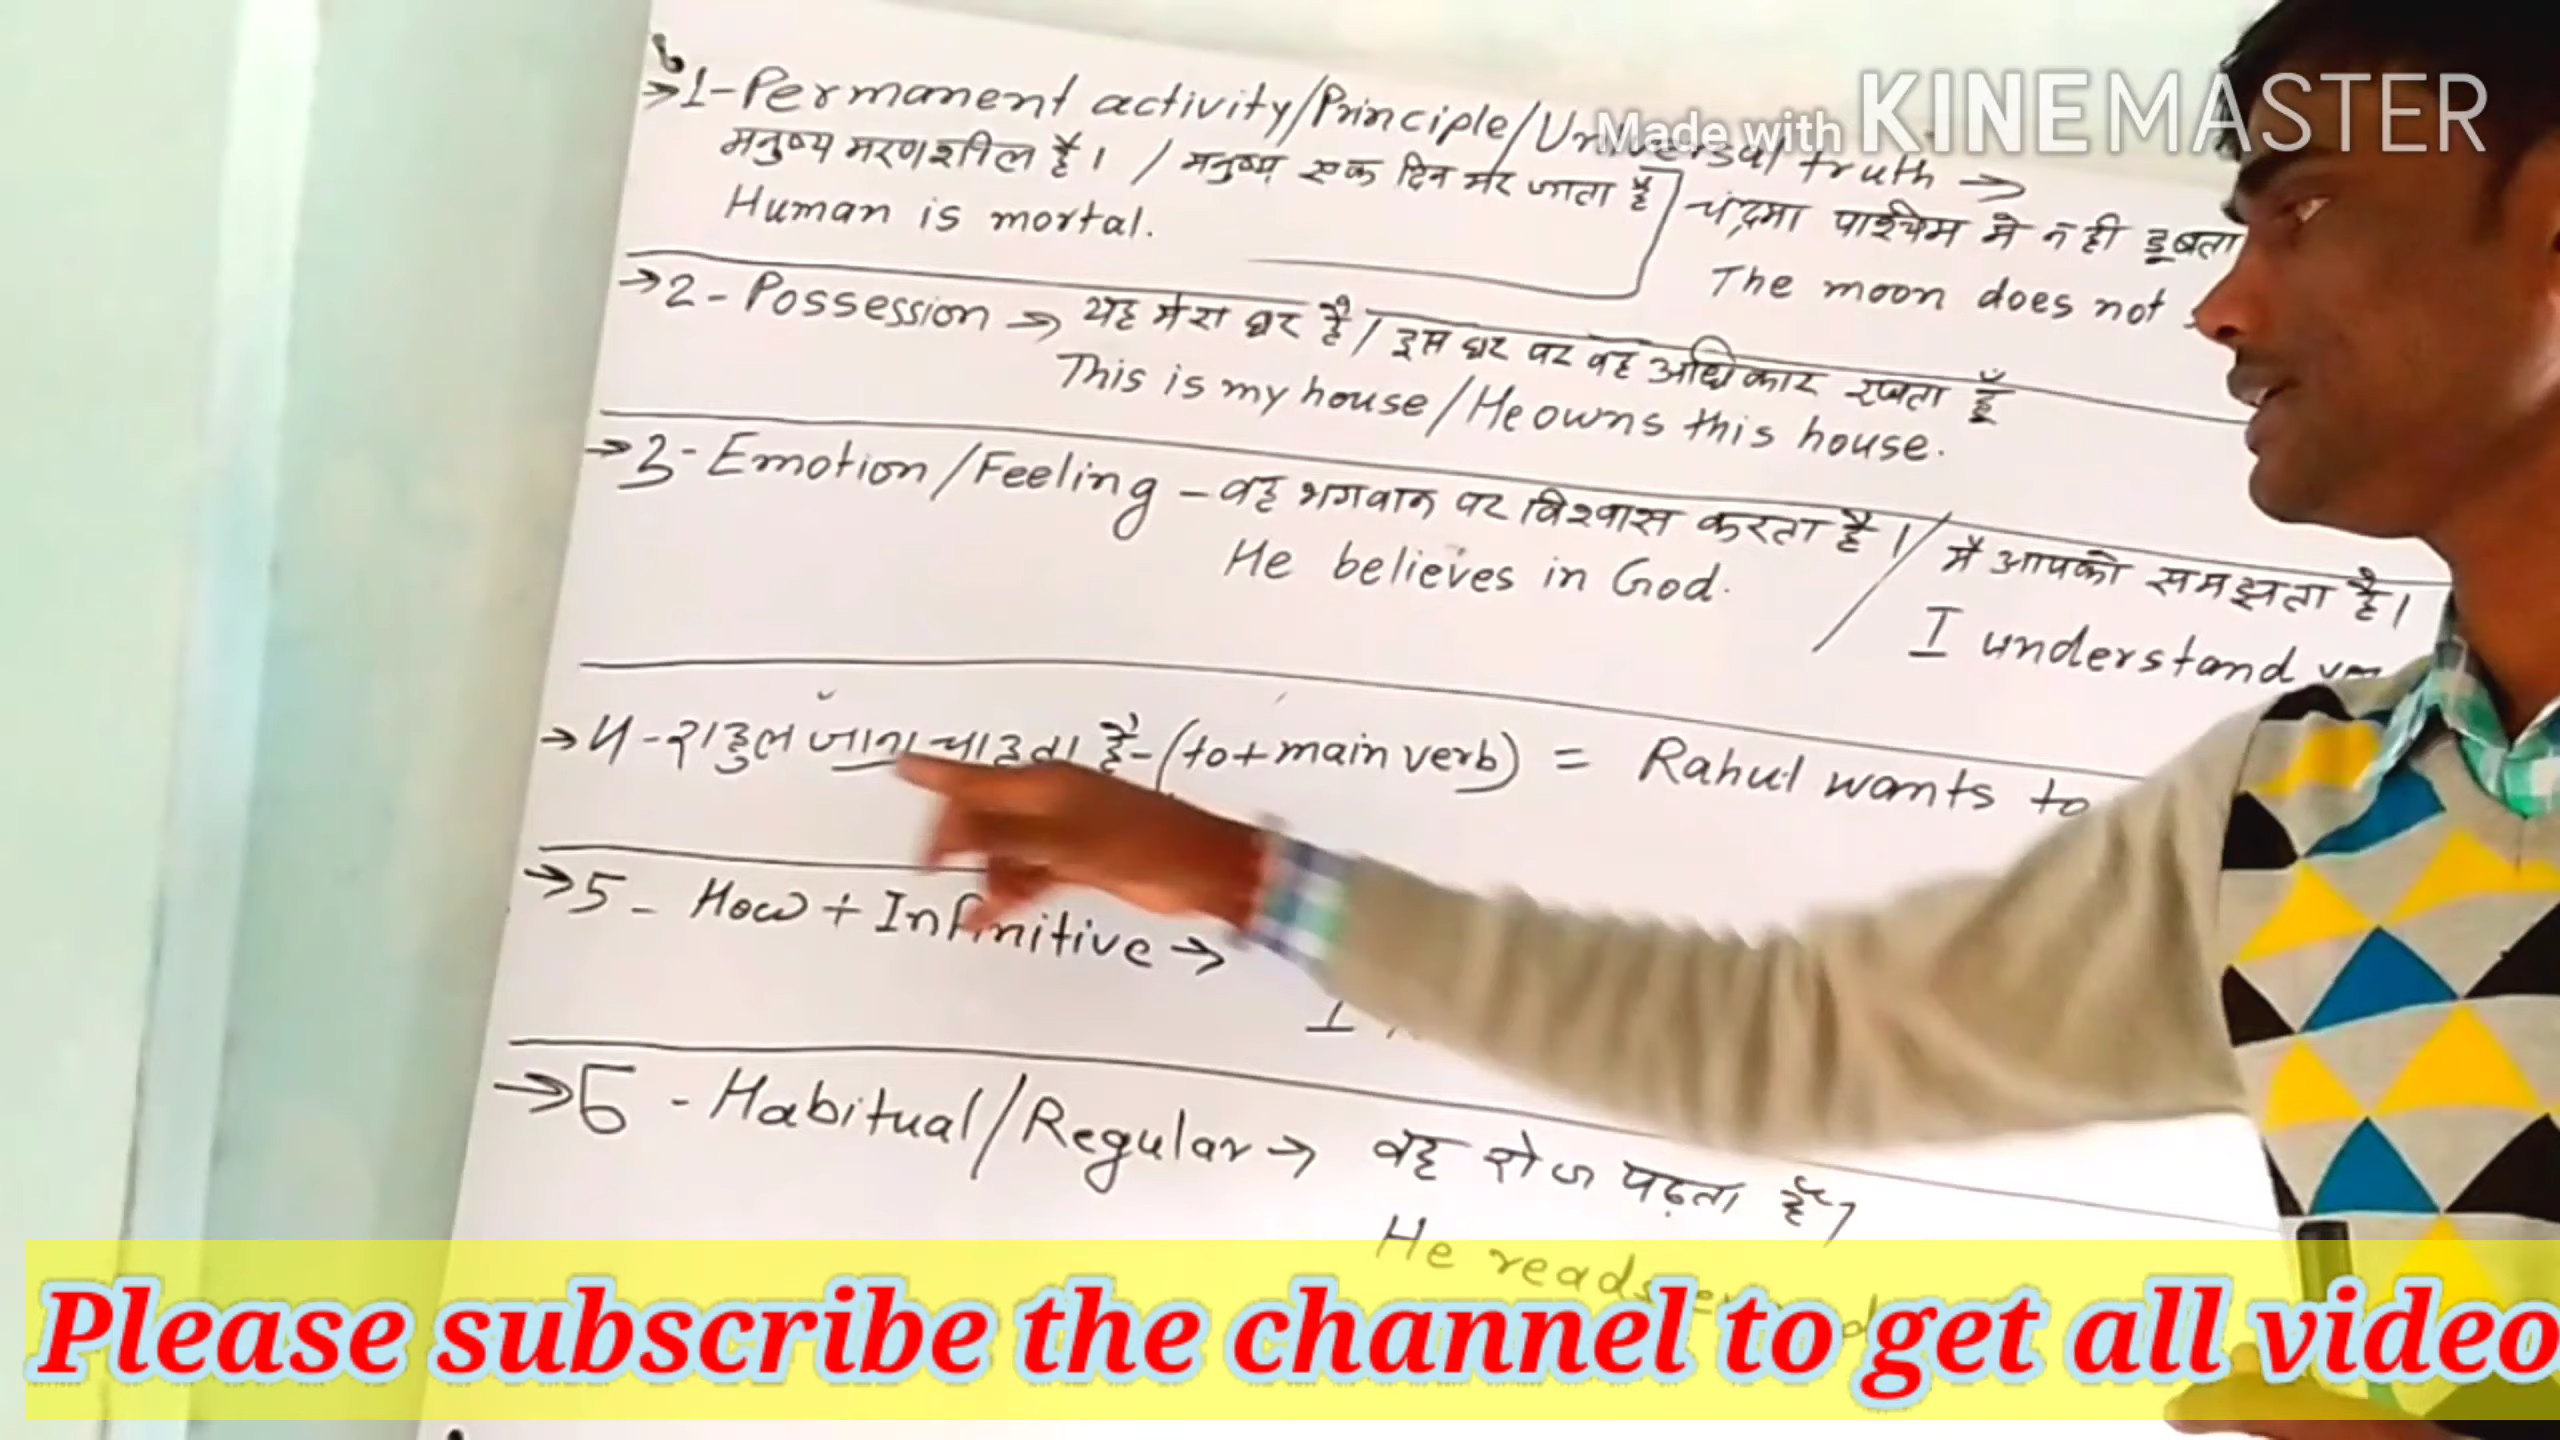 →1-Permanent activity/Principle/Universal truth →
मनुष्य मरणशील है। / मनुष्य एक दिन मर जाता है
Human is mortal.
चंद्रमा पश्चिम मे नही डूबता
The moon does not
→2-Possession → यह मेरा घर है / इस घर पर वह अधिकार रखता है
This is my house/He owns this house.
→3-Emotion/Feeling - वह भगवान पर विश्वास करता है। / मै आपको समझता है।
He believes in God. / I understand
→4-राहुल जाना चाहता है-(to+main verb) = Rahul wants to
→5- How + Infinitive →
I
→6 - Habitual/Regular → वह रोज पढ़ता है।
He reads
Made with KINEMASTER
Please subscribe the channel to get all video